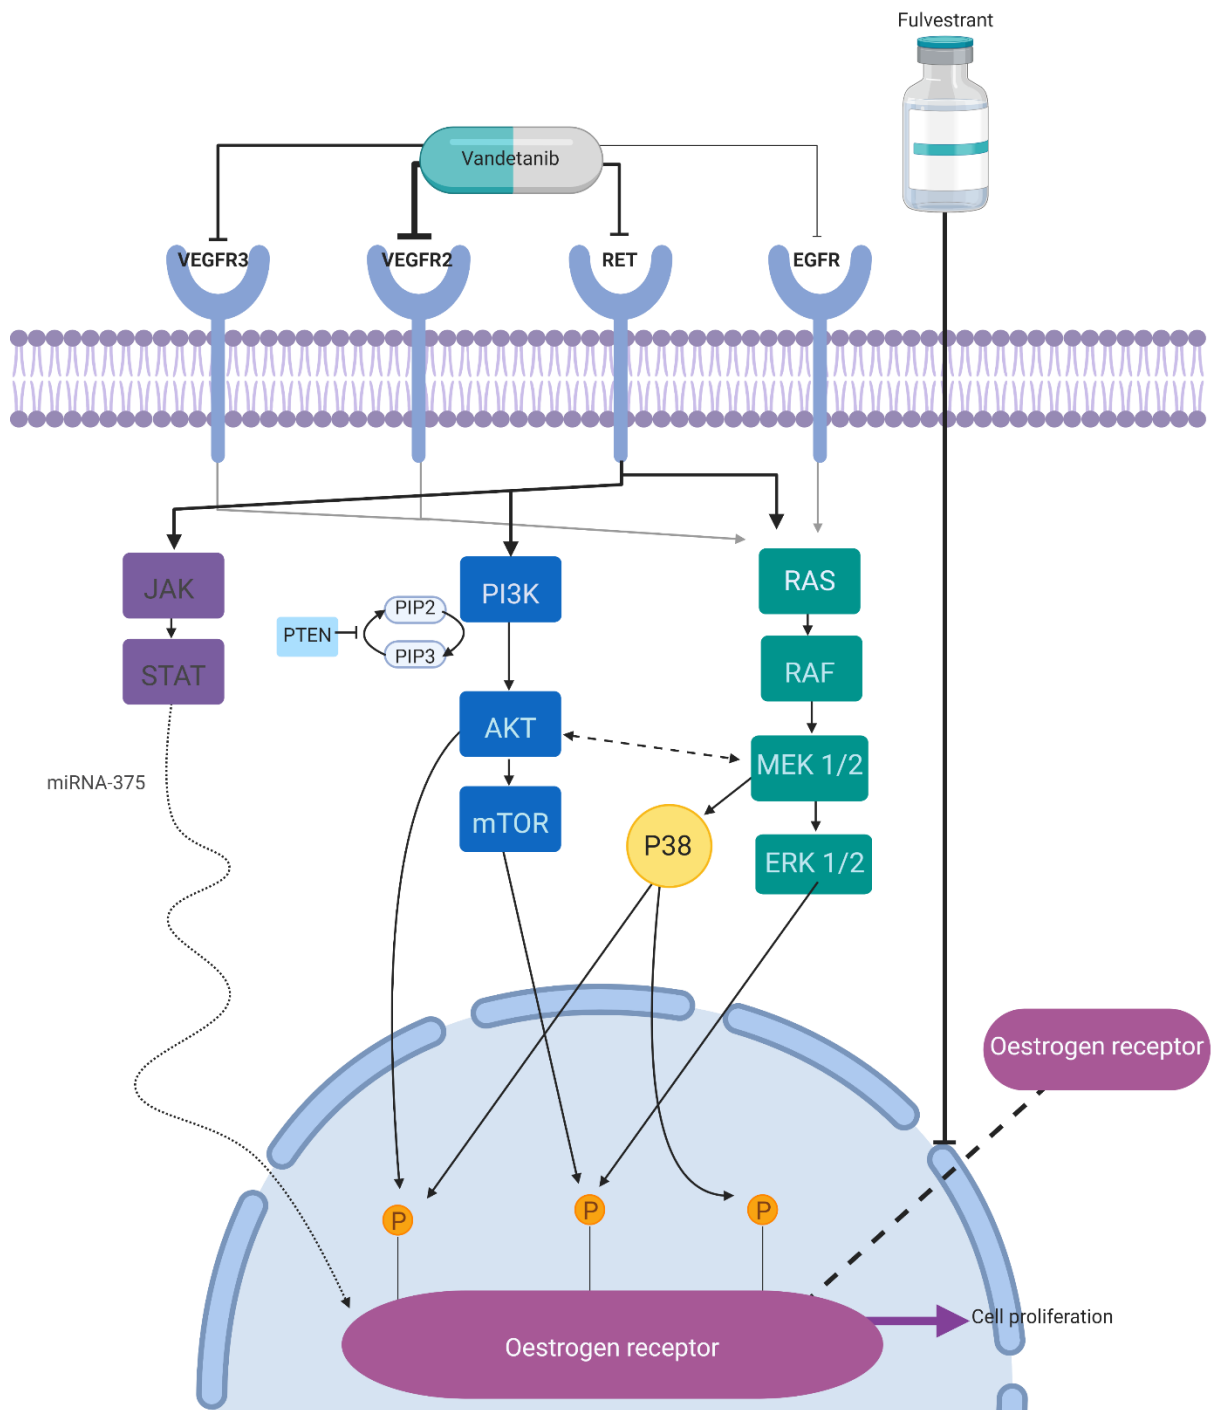 Fulvestrant
Vandetanib
VEGFR3
VEGFR2
RET
EGFR
JAK
PI3K
RAS
PIP2
PTEN
PIP3
STAT
RAF
AKT
MEK 1/2
miRNA-375
mTOR
P38
ERK 1/2
Oestrogen receptor
P
P
P
Cell proliferation
Oestrogen receptor